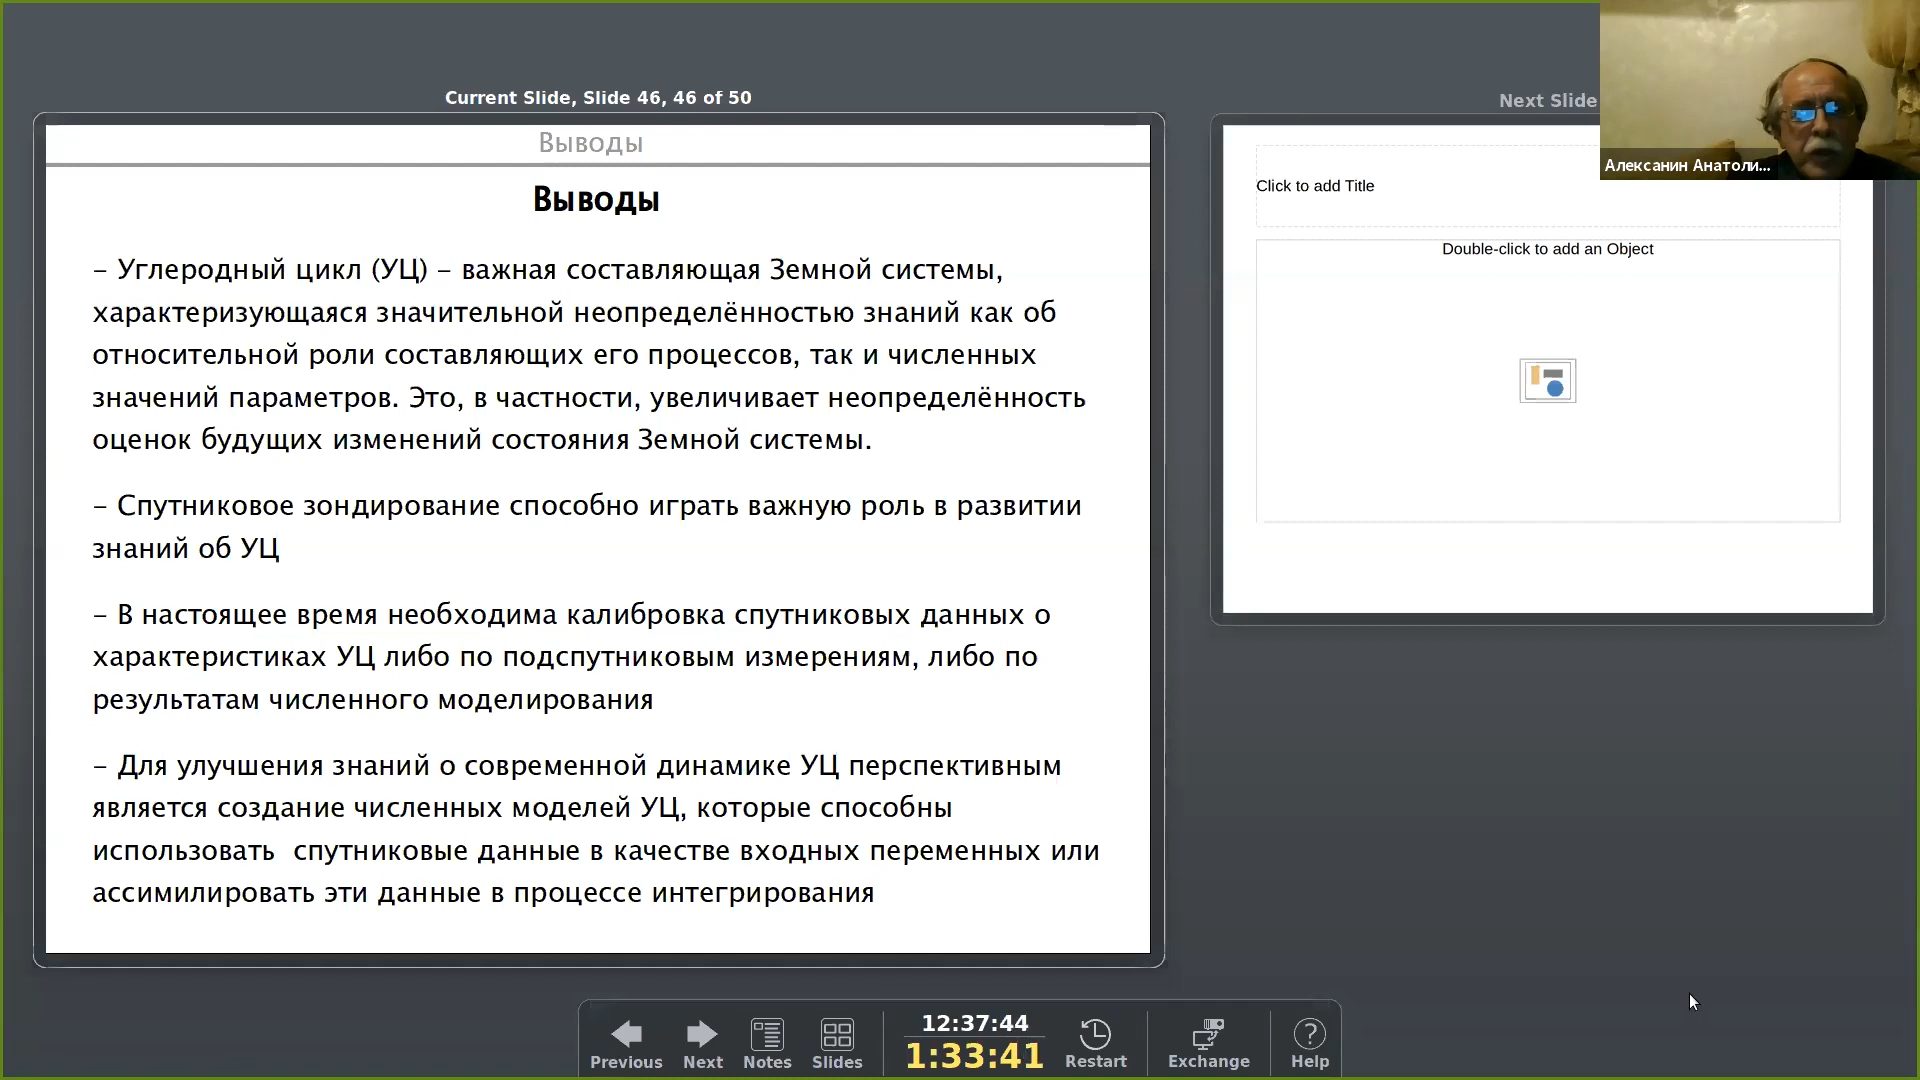 Current Slide, Slide 46, 46 of 50
Выводы
Выводы
– Углеродный цикл (УЦ) – важная составляющая Земной системы,
характеризующаяся значительной неопределённостью знаний как об
относительной роли составляющих его процессов, так и численных
значений параметров. Это, в частности, увеличивает неопределённость
оценок будущих изменений состояния Земной системы.
– Спутниковое зондирование способно играть важную роль в развитии
знаний об УЦ
– В настоящее время необходима калибровка спутниковых данных о
характеристиках УЦ либо по подспутниковым измерениям, либо по
результатам численного моделирования
– Для улучшения знаний о современной динамике УЦ перспективным
является создание численных моделей УЦ, которые способны
использовать  спутниковые данные в качестве входных переменных или
ассимилировать эти данные в процессе интегрирования
Next Slide
Алексанин Анатоли...
Click to add Title
Double-click to add an Object
Previous
Next
Notes
Slides
12:37:44
1:33:41
Restart
Exchange
Help